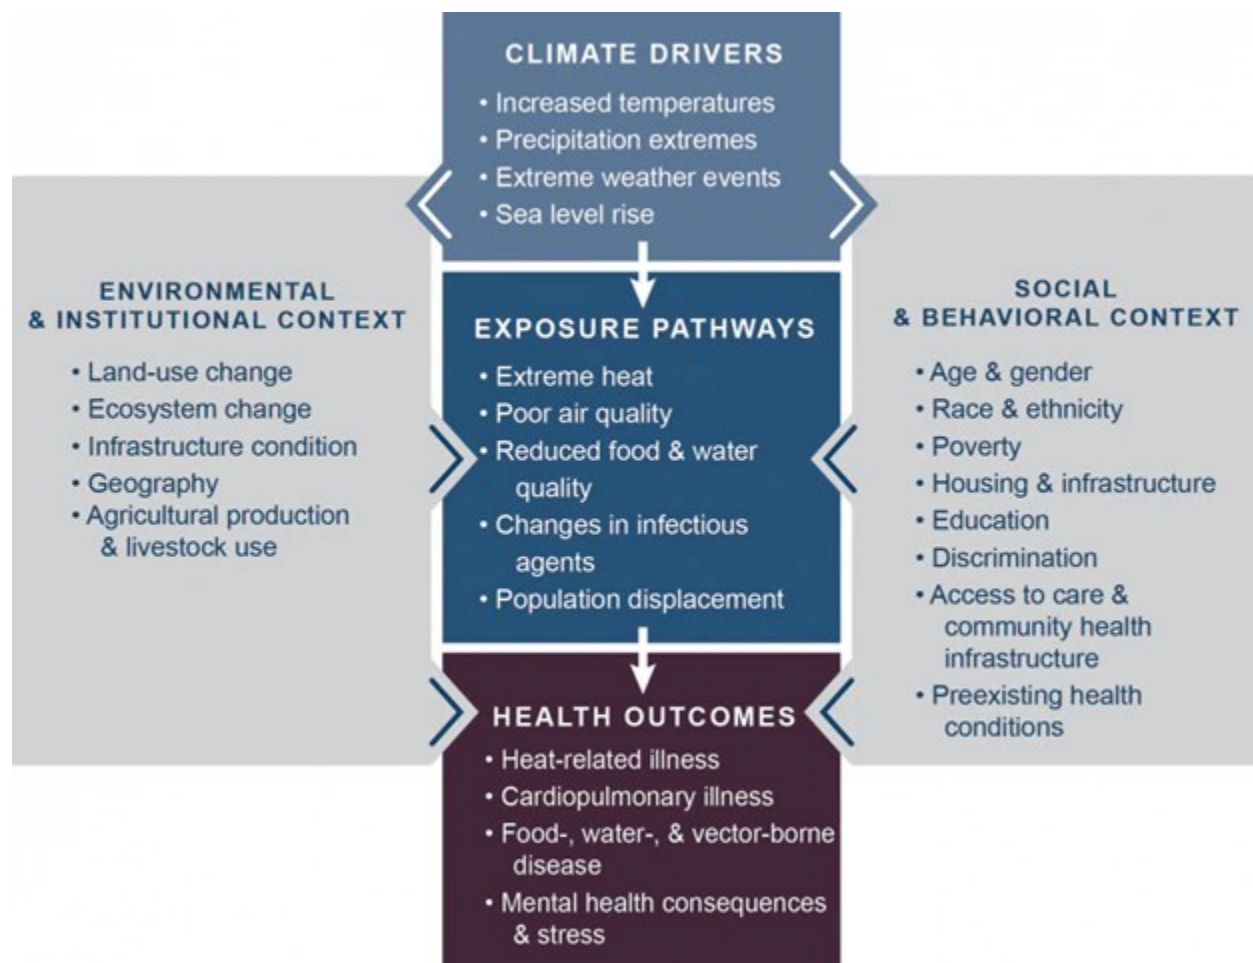 CLIMATE DRIVERS
• Increased temperatures
• Precipitation extremes
• Extreme weather events
• Sea level rise
ENVIRONMENTAL
& INSTITUTIONAL CONTEXT
• Land-use change
• Ecosystem change
• Infrastructure condition
• Geography
• Agricultural production
& livestock use
EXPOSURE PATHWAYS
• Extreme heat
• Poor air quality
• Reduced food & water
quality
• Changes in infectious
agents
• Population displacement
SOCIAL
& BEHAVIORAL CONTEXT
• Age & gender
• Race & ethnicity
• Poverty
• Housing & infrastructure
• Education
• Discrimination
• Access to care &
community health
infrastructure
• Preexisting health
conditions
HEALTH OUTCOMES
• Heat-related illness
• Cardiopulmonary illness
• Food-, water-, & vector-borne
disease
• Mental health consequences
& stress